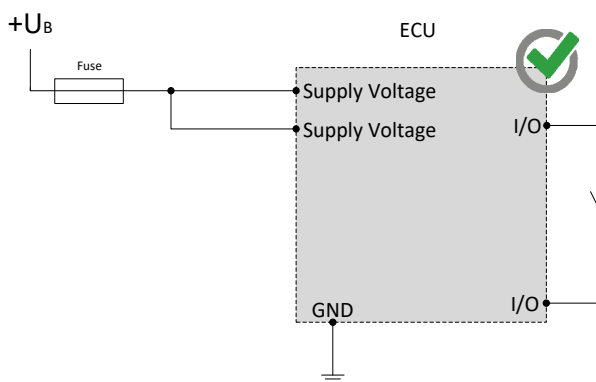 +UB
ECU
Fuse
Supply Voltage
Supply Voltage
I/O
I/O
GND